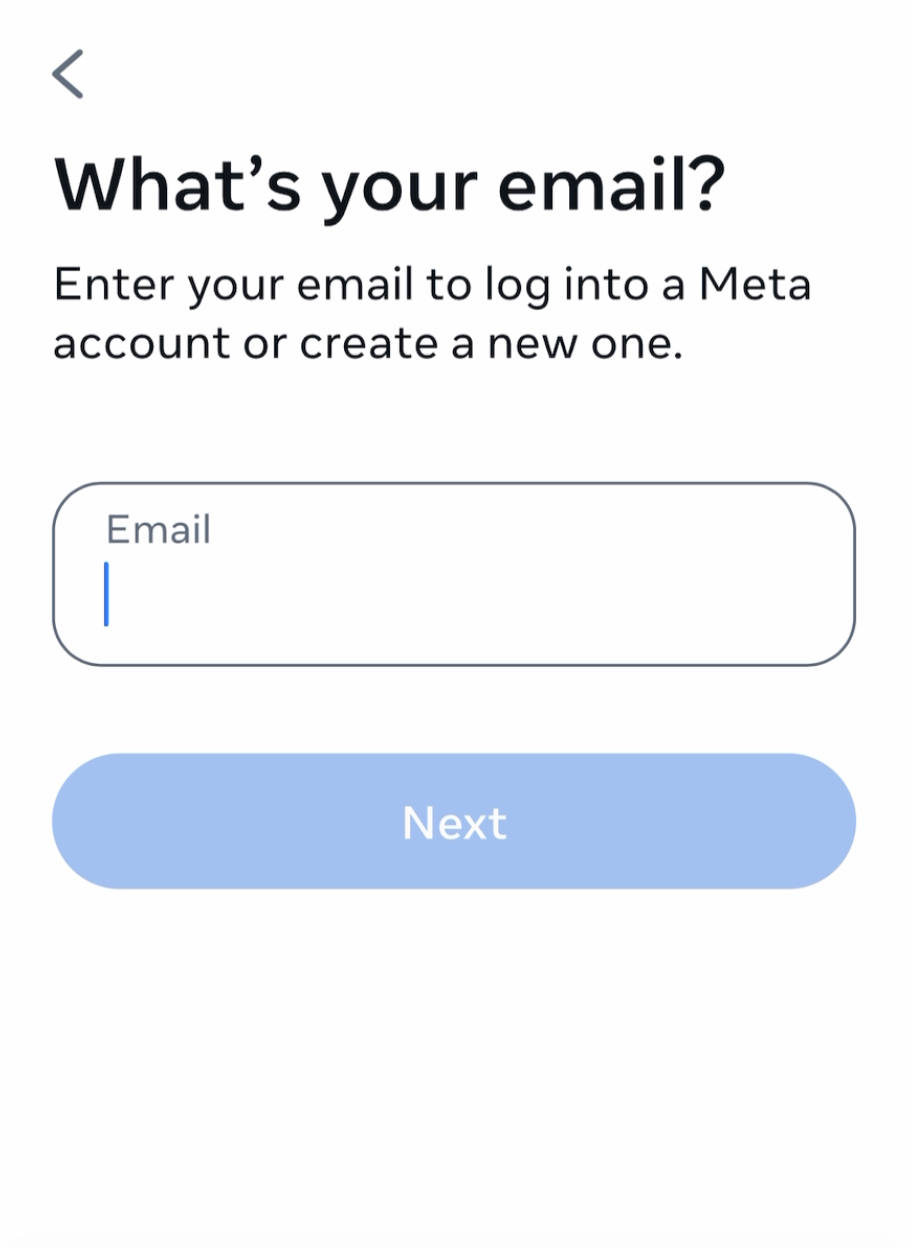 What’s your email?
Enter your email to log into a Meta
account or create a new one.
Email
Next